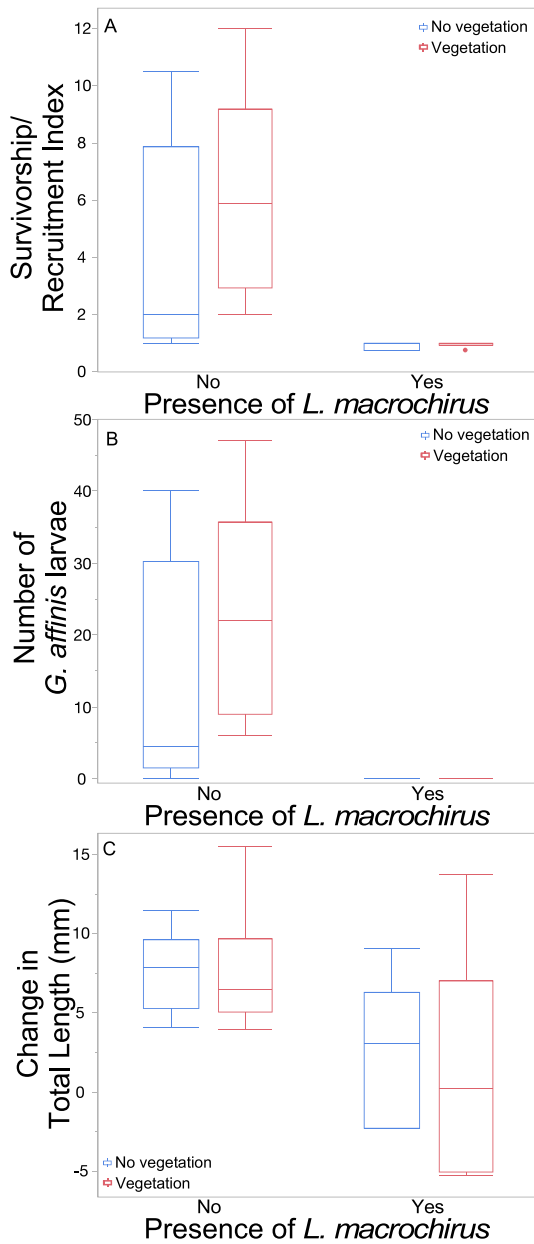 A
No vegetation
Vegetation
12
10
8
6
4
2
0
Survivorship/
Recruitment Index
No
Yes
Presence of L. macrochirus
B
No vegetation
Vegetation
50
40
30
20
10
0
Number of
G. affinis larvae
No
Yes
Presence of L. macrochirus
C
15
10
5
0
-5
Change in
Total Length (mm)
No vegetation
Vegetation
No
Yes
Presence of L. macrochirus